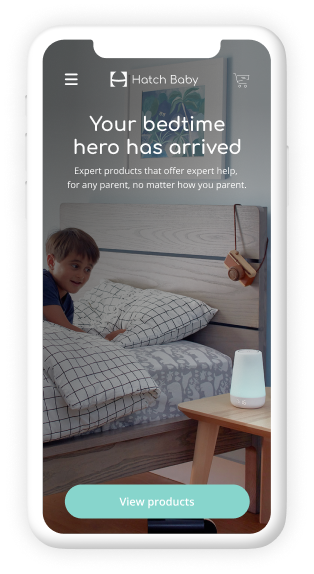 Hatch Baby
Your bedtime
hero has arrived
Expert products that offer expert help,
for any parent, no matter how you parent.
View products